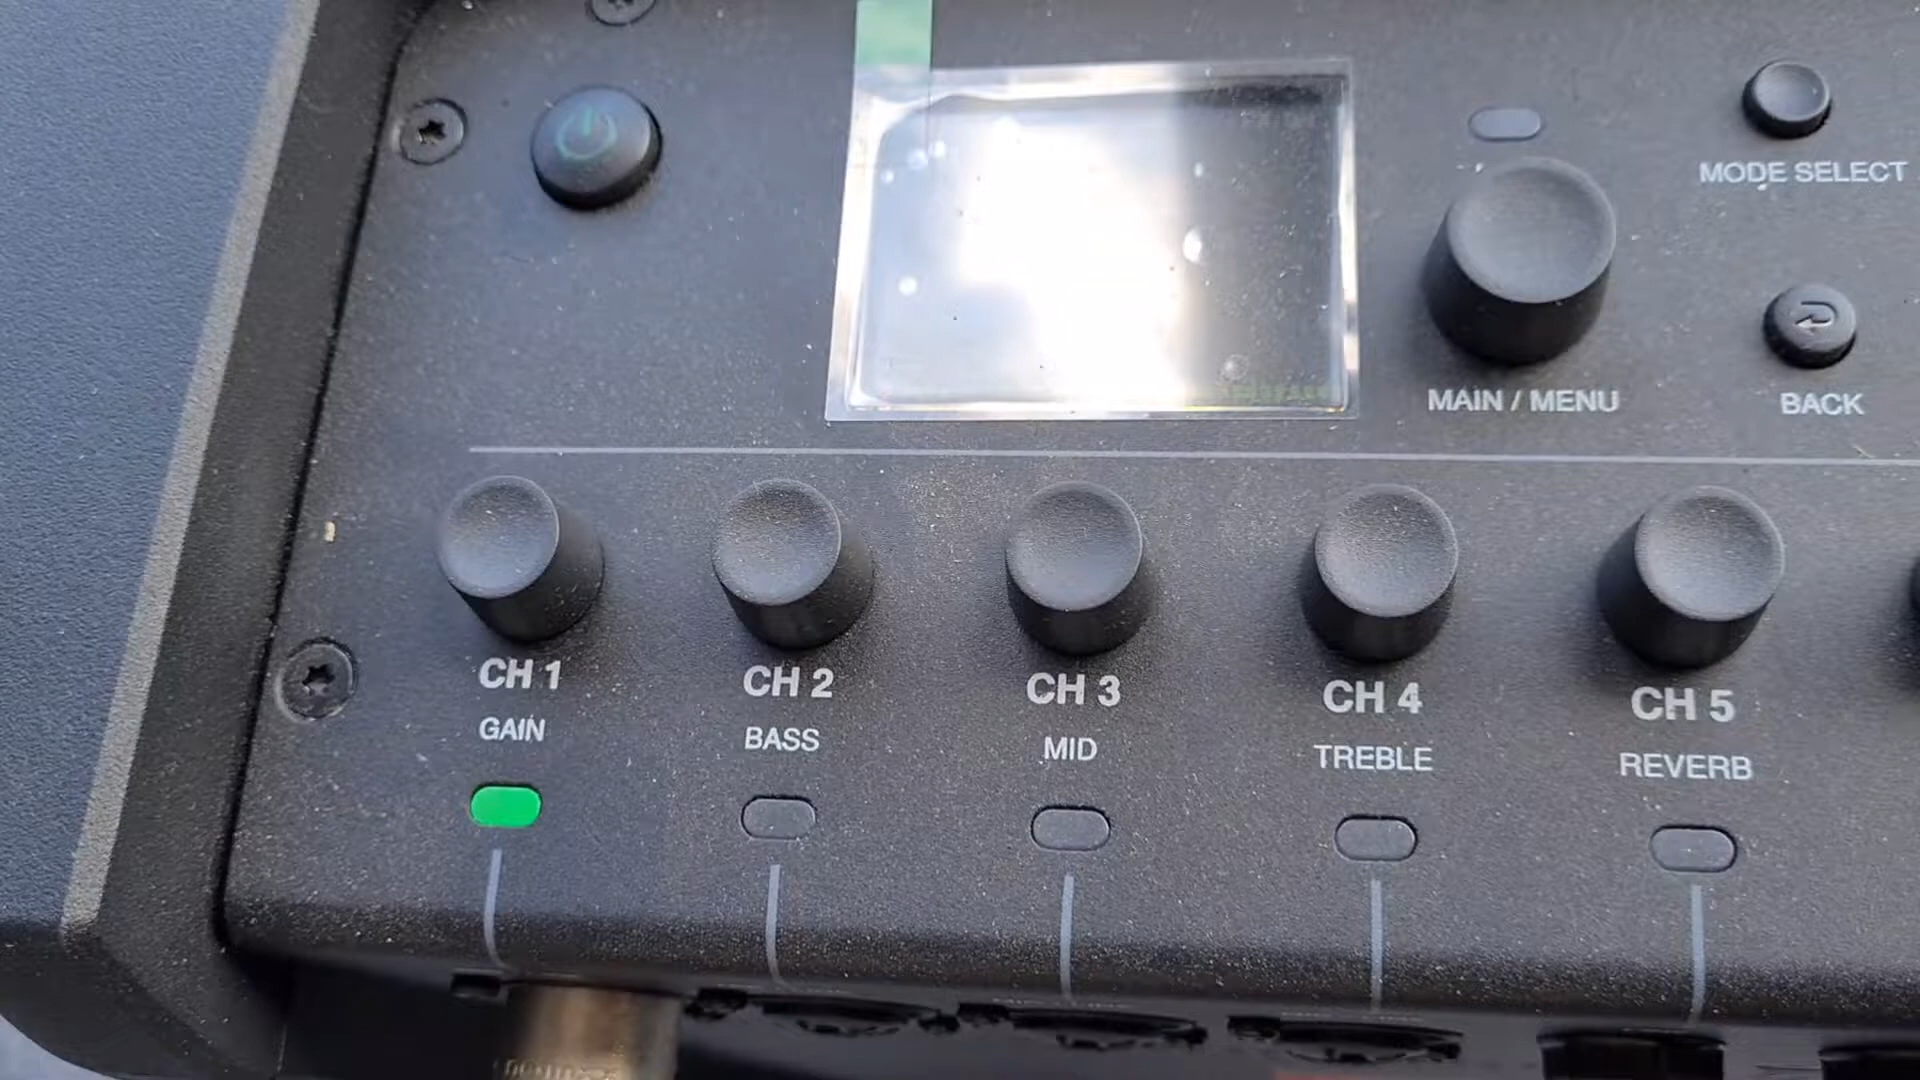 MODE SELECT
MAIN / MENU
BACK
CH 1
CH 2
CH 3
CH 4
CH 5
GAIN
BASS
MID
TREBLE
REVERB